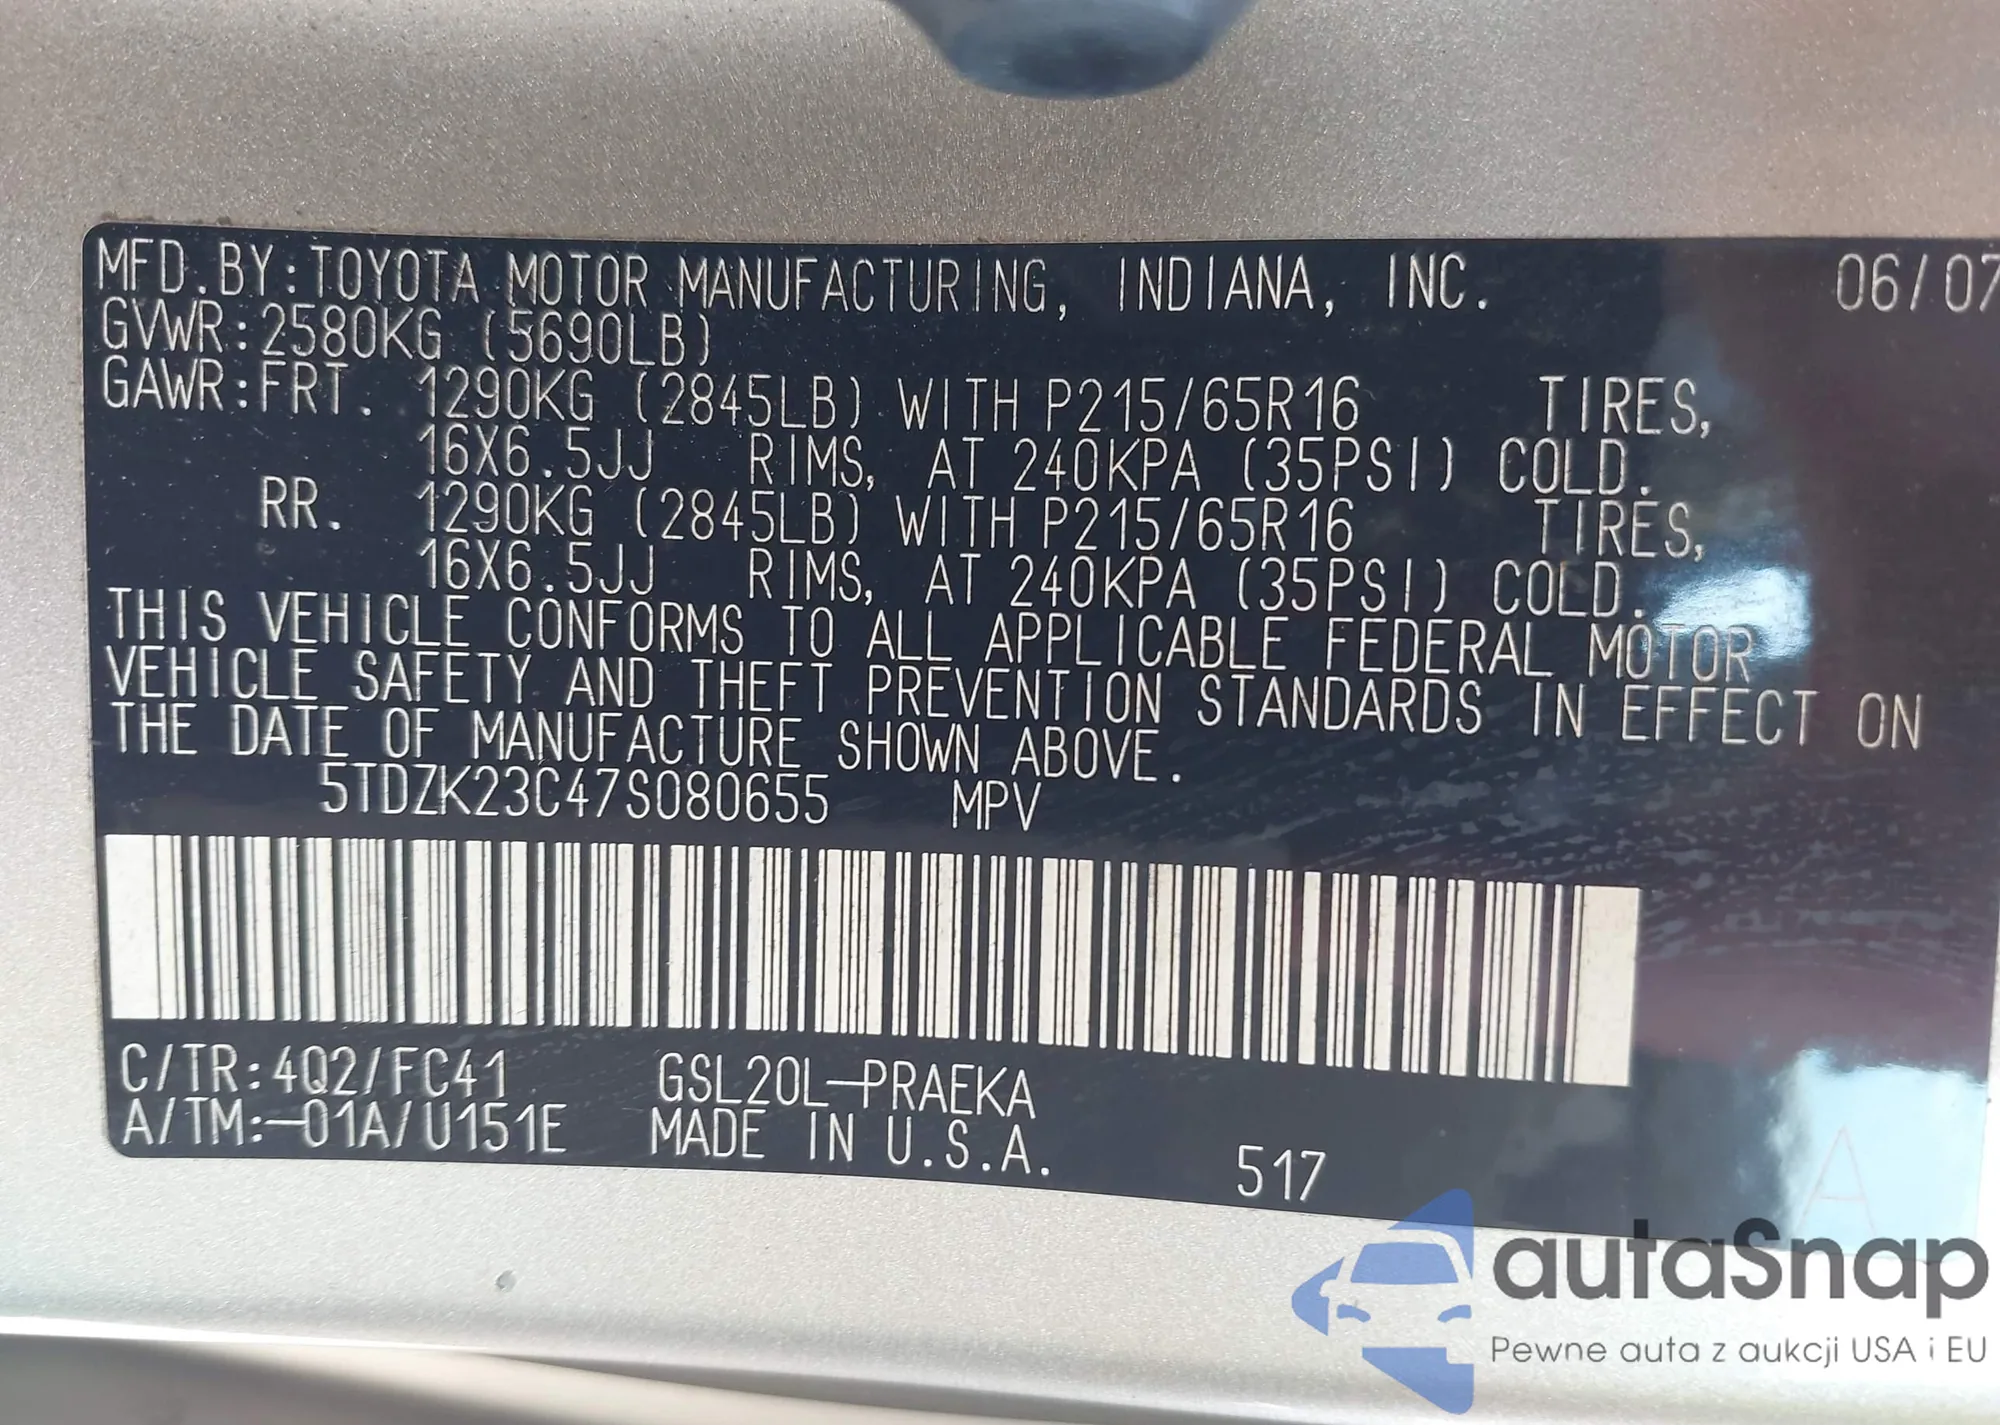 MFD.BY:TOYOTA MOTOR MANUFACTURING, INDIANA, INC. 06/07
GVWR:2580KG (5690LB)
GAWR:FRT. 1290KG (2845LB) WITH P215/65R16 TIRES,
16X6.5JJ RIMS, AT 240KPA (35PSI) COLD.
RR. 1290KG (2845LB) WITH P215/65R16 TIRES,
16X6.5JJ RIMS, AT 240KPA (35PSI) COLD.
THIS VEHICLE CONFORMS TO ALL APPLICABLE FEDERAL MOTOR
VEHICLE SAFETY AND THEFT PREVENTION STANDARDS IN EFFECT ON
THE DATE OF MANUFACTURE SHOWN ABOVE.
5TDZK23C47S080655 MPV
C/TR:4Q2/FC41 GSL20L-PRAEKA
A/TM:-01A/U151E MADE IN U.S.A. 517
A
autaSnap
Pewne auta z aukcji USA i EU